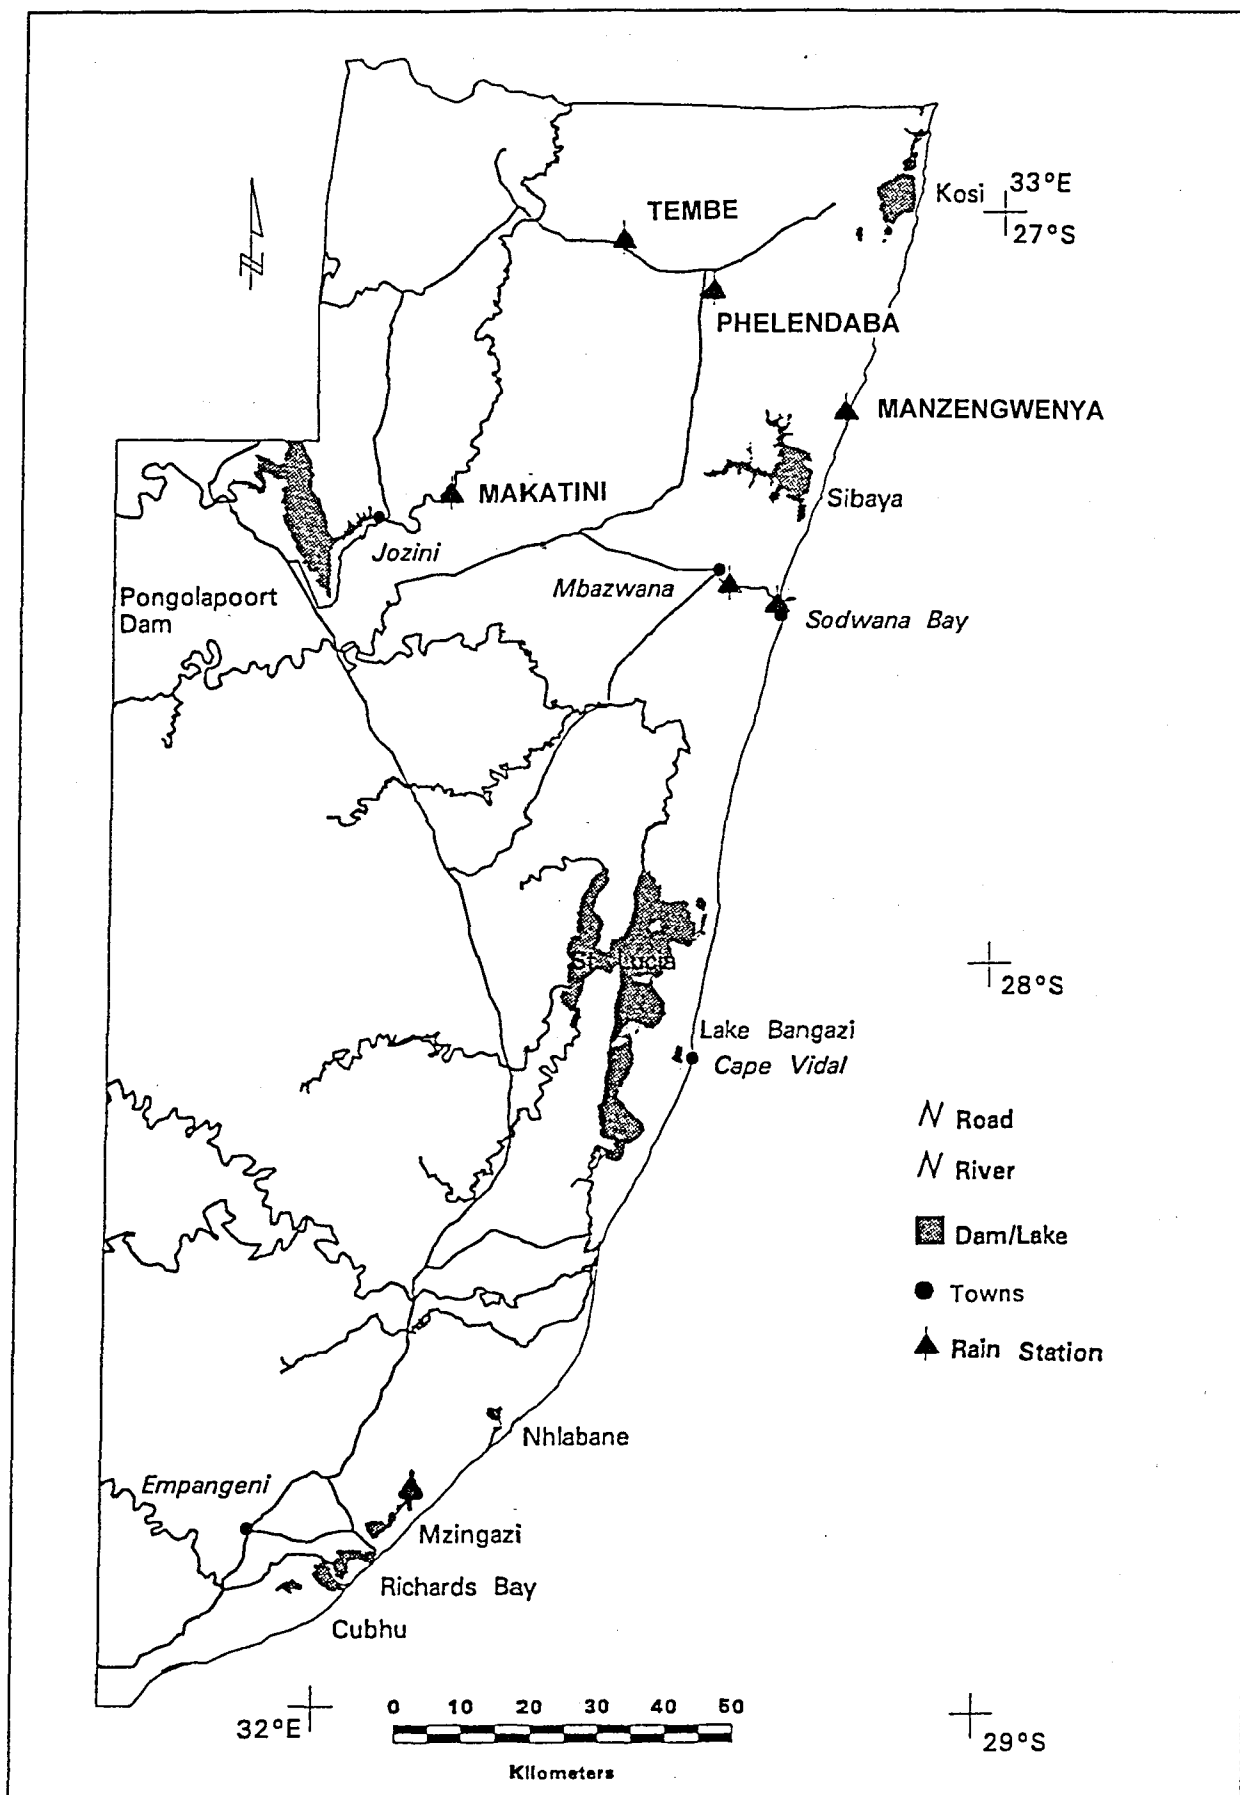 Kosi
33°E
27°S
TEMBE
PHELENDABA
MANZENGWENYA
MAKATINI
Sibaya
Jozini
Mbazwana
Pongolapoort
Dam
Sodwana Bay
St. Lucia
28°S
Lake Bangazi
Cape Vidal
Road
River
Dam/Lake
Towns
Rain Station
Nhlabane
Empangeni
Mzingazi
Richards Bay
Cubhu
0 10 20 30 40 50
Kilometers
32°E
29°S
N